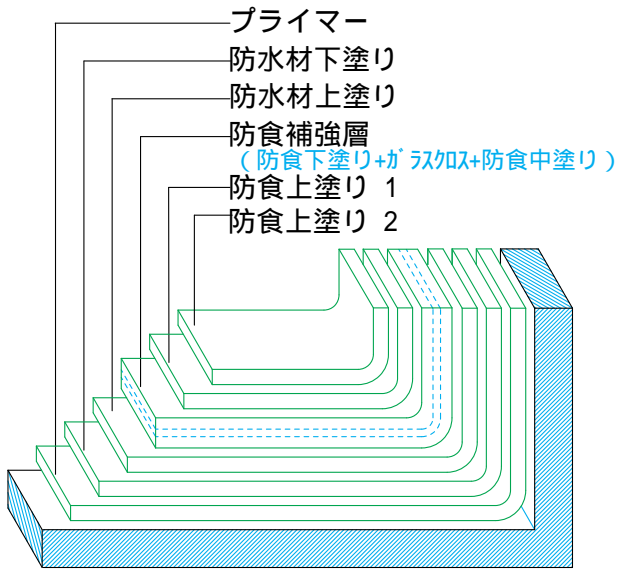 プライマー
防水材下塗り
防水材上塗り
防食補強層
（防食下塗り+ｶﾞﾗｽｸﾛｽ+防食中塗り）
防食上塗り 1
防食上塗り 2